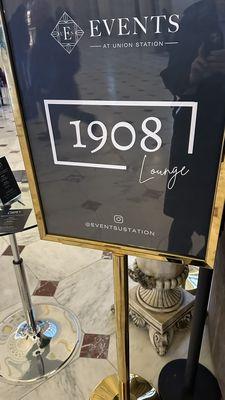 E
EVENTS
AT UNION STATION
1908
Lounge
@EVENTSUSTATION